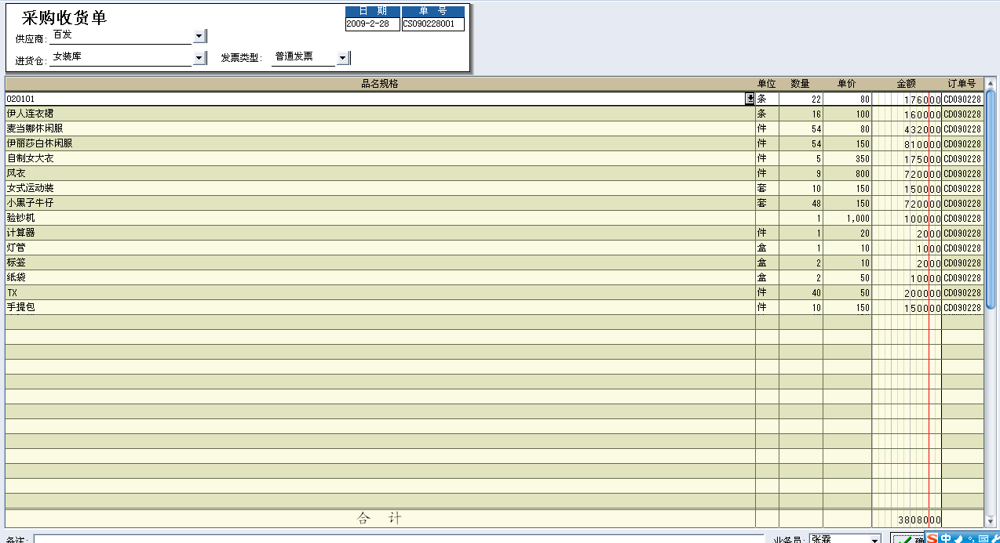 采购收货单
日 期 单 号
2009-2-28 CS090228001
供应商: 百发
进货仓: 女装库 发票类型: 普通发票
品名规格 单位 数量 单价 金额 订单号
020101 条 22 80 176000 CD090228
伊人连衣裙 条 16 100 160000 CD090228
麦当娜休闲服 件 54 80 432000 CD090228
伊丽莎白休闲服 件 54 150 810000 CD090228
自制女大衣 件 5 350 175000 CD090228
风衣 件 9 800 720000 CD090228
女式运动装 套 10 150 150000 CD090228
小黑子牛仔 套 48 150 720000 CD090228
验钞机 1 1,000 100000 CD090228
计算器 件 1 20 2000 CD090228
灯管 盒 1 10 1000 CD090228
标签 盒 2 10 2000 CD090228
纸袋 盒 2 50 10000 CD090228
TX 件 40 50 200000 CD090228
手提包 件 10 150 150000 CD090228
合 计 3808000
备注: 业务员: 张霖 确 S 中